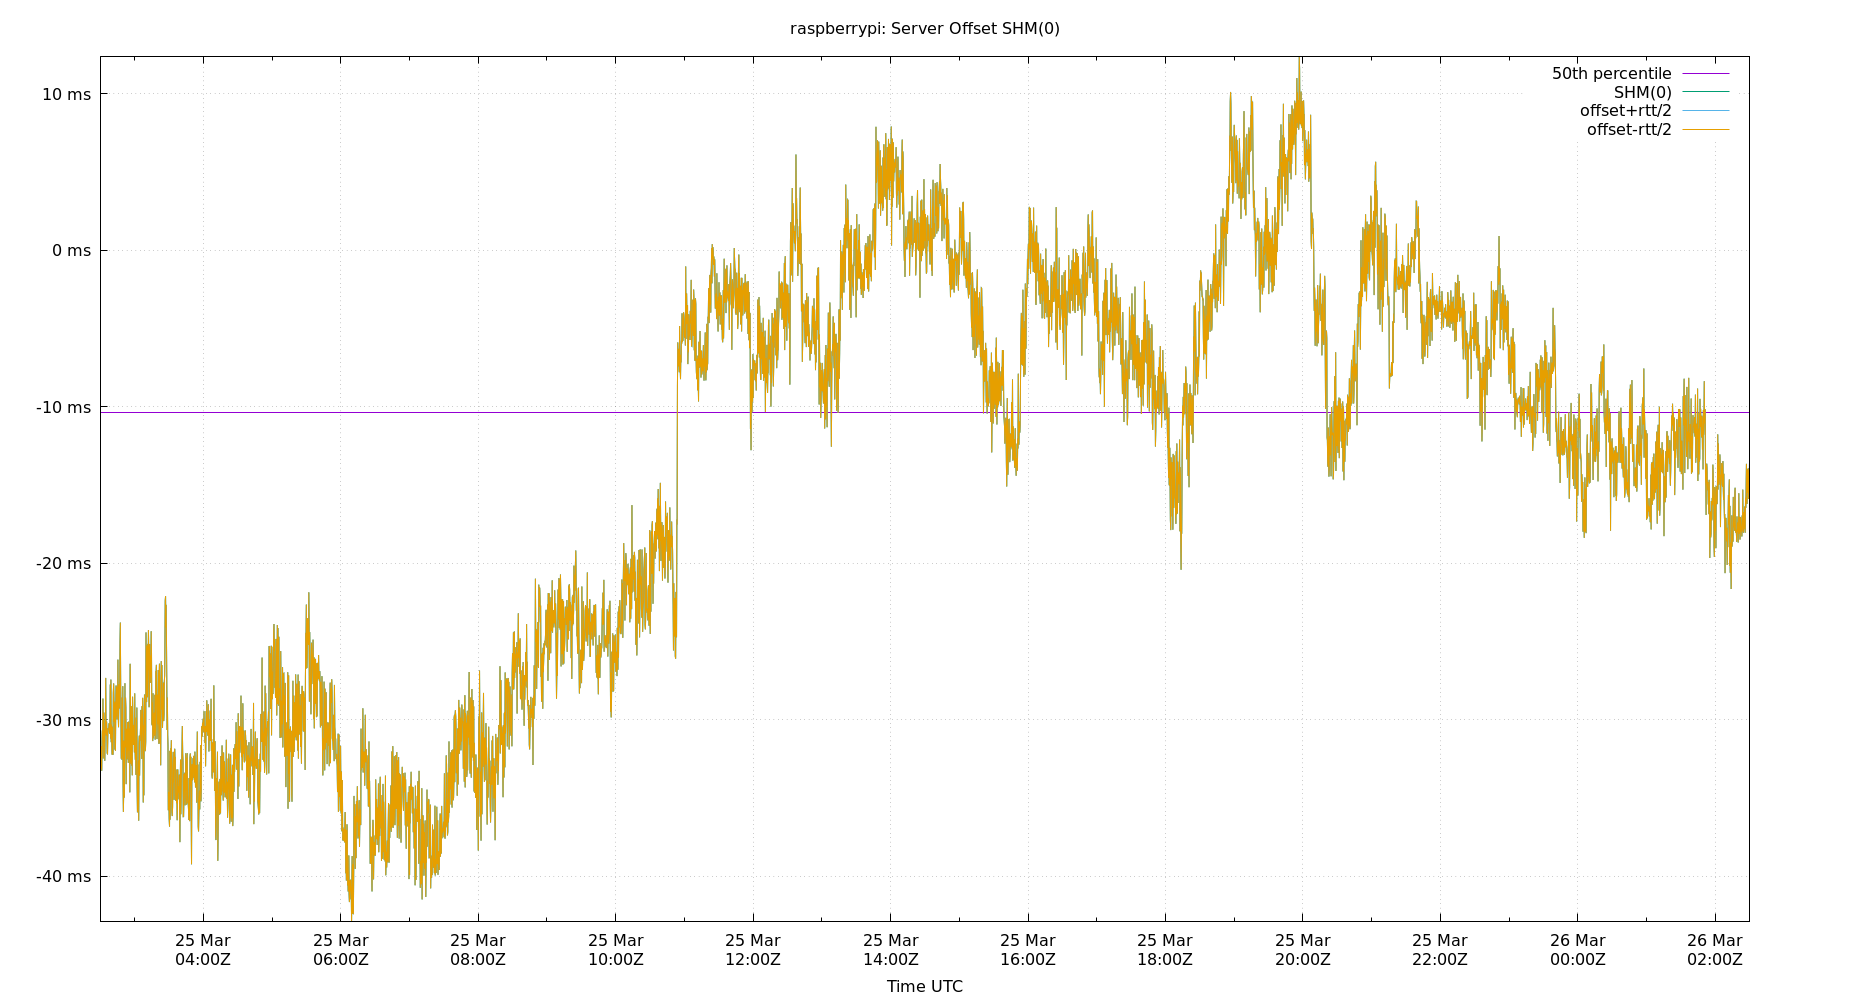 raspberrypi: Server Offset SHM(0)
50th percentile
SHM(0)
offset+rtt/2
offset-rtt/2
10 ms
0 ms
-10 ms
-20 ms
-30 ms
-40 ms
25 Mar 25 Mar 25 Mar 25 Mar 25 Mar 25 Mar 25 Mar 25 Mar 25 Mar 25 Mar 26 Mar 26 Mar
04:00Z 06:00Z 08:00Z 10:00Z 12:00Z 14:00Z 16:00Z 18:00Z 20:00Z 22:00Z 00:00Z 02:00Z
Time UTC